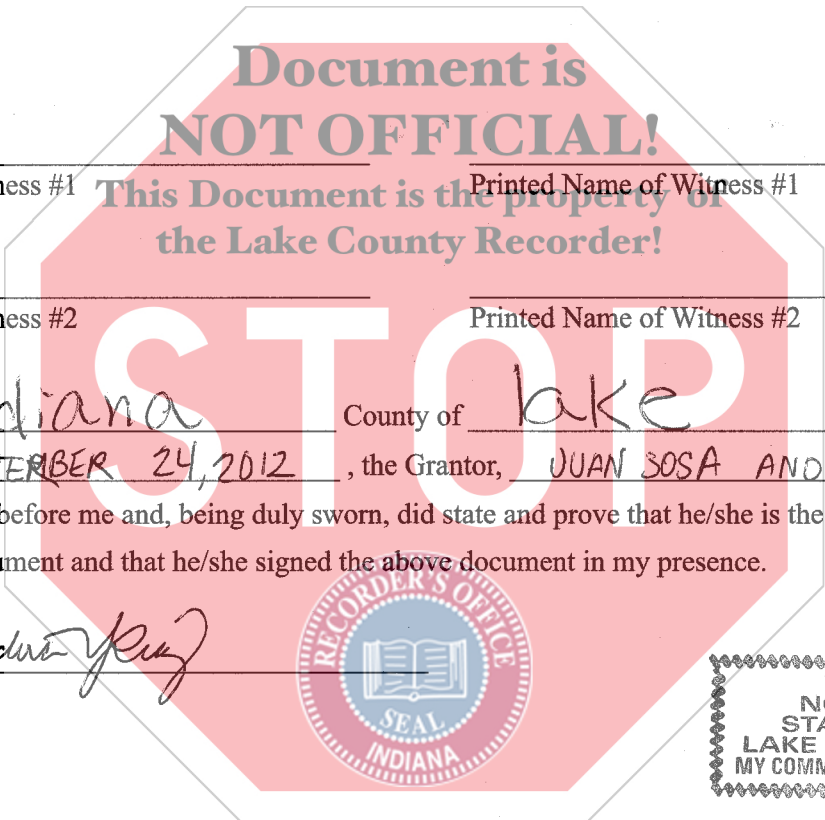 Document is
NOT OFFICIAL!
ness #1 This Document is the property of Printed Name of Witness #1
the Lake County Recorder!
ness #2 Printed Name of Witness #2
STOP
diana County of lake
TEMBER 24, 2012 , the Grantor, JUAN SOSA AND
before me and, being duly sworn, did state and prove that he/she is the
ment and that he/she signed the above document in my presence.
RECORDER'S OFFICE
SEAL
INDIANA
NO
STA
LAKE
MY COMM